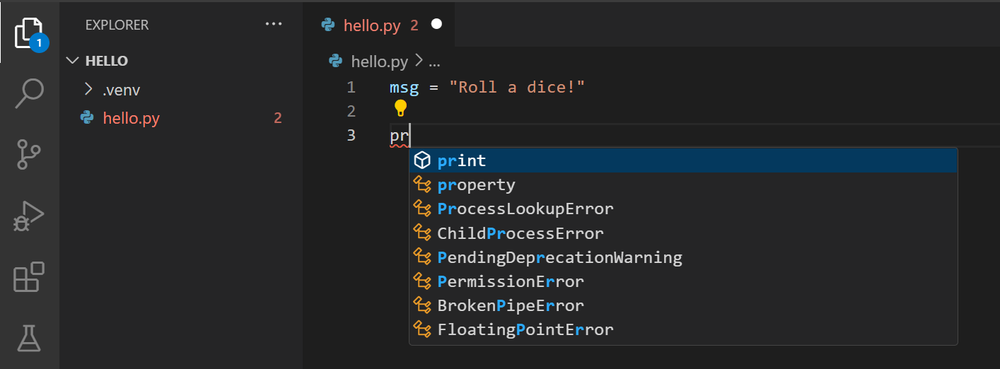 EXPLORER ...
hello.py 2
1
HELLO
.venv
hello.py 2
hello.py > ...
1 msg = "Roll a dice!"
2
3 pr
print
property
ProcessLookupError
ChildProcessError
PendingDeprecationWarning
PermissionError
BrokenPipeError
FloatingPointError